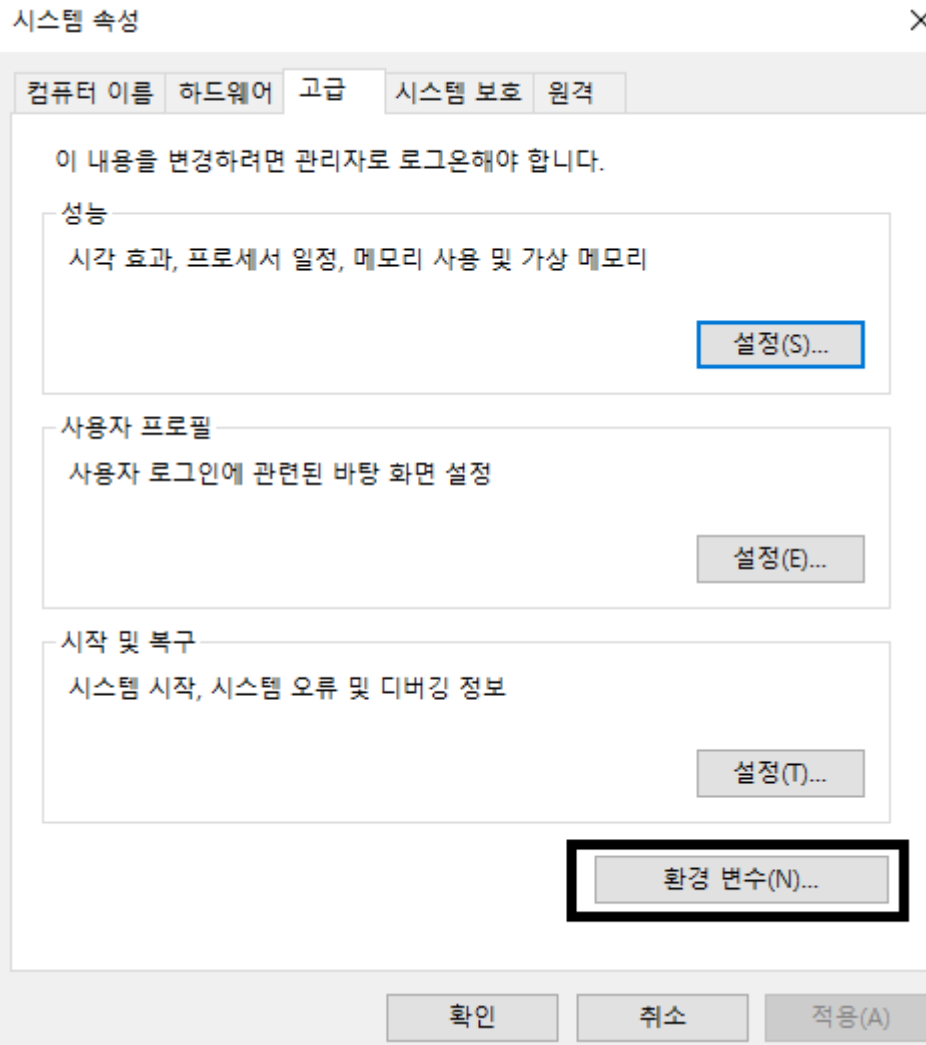 시스템 속성
컴퓨터 이름 하드웨어 고급 시스템 보호 원격
이 내용을 변경하려면 관리자로 로그온해야 합니다.
성능
시각 효과, 프로세서 일정, 메모리 사용 및 가상 메모리
설정(S)...
사용자 프로필
사용자 로그인에 관련된 바탕 화면 설정
설정(E)...
시작 및 복구
시스템 시작, 시스템 오류 및 디버깅 정보
설정(T)...
환경 변수(N)...
확인 취소 적용(A)